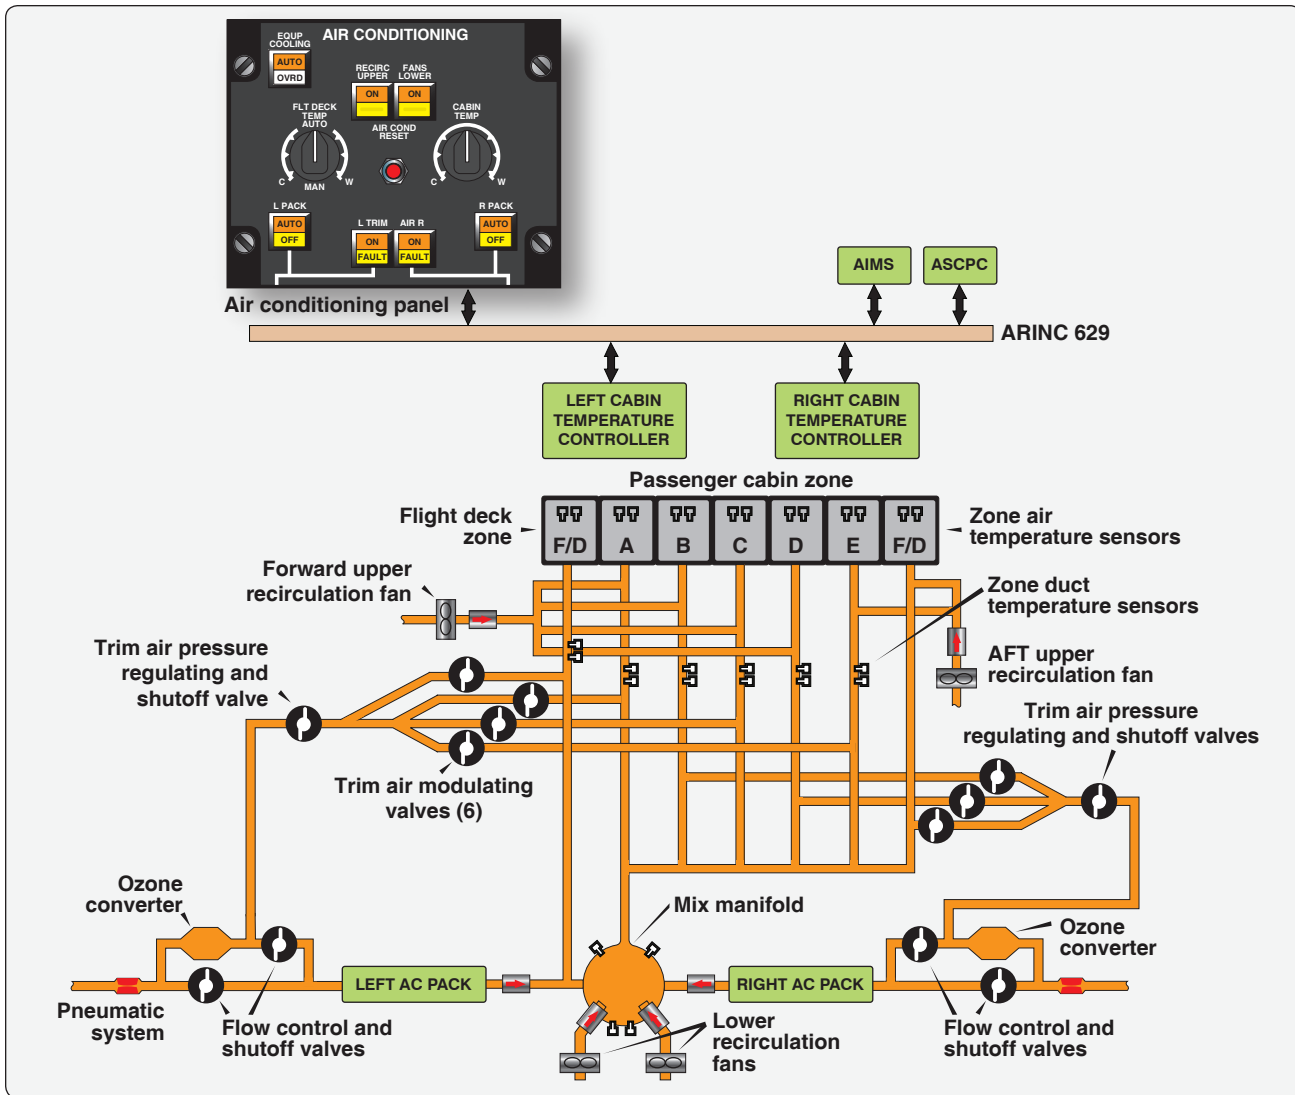 AIR CONDITIONING
EQUP
COOLING
AUTO
OVRD
RECIRC
UPPER
FANS
LOWER
ON
ON
FLT DECK
TEMP
AUTO
AIR COND
RESET
CABIN
TEMP
C
MAN
W
C
W
L PACK
AUTO
OFF
L TRIM
AIR R
ON
FAULT
ON
FAULT
R PACK
AUTO
OFF
Air conditioning panel
AIMS
ASCPC
ARINC 629
LEFT CABIN
TEMPERATURE
CONTROLLER
RIGHT CABIN
TEMPERATURE
CONTROLLER
Passenger cabin zone
Flight deck
zone
F/D
A
B
C
D
E
F/D
Zone air
temperature sensors
Forward upper
recirculation fan
Zone duct
temperature sensors
Trim air pressure
regulating and
shutoff valve
AFT upper
recirculation fan
Trim air pressure
regulating and shutoff valves
Trim air modulating
valves (6)
Ozone
converter
Mix manifold
Ozone
converter
LEFT AC PACK
RIGHT AC PACK
Pneumatic
system
Flow control and
shutoff valves
Lower
recirculation
fans
Flow control and
shutoff valves